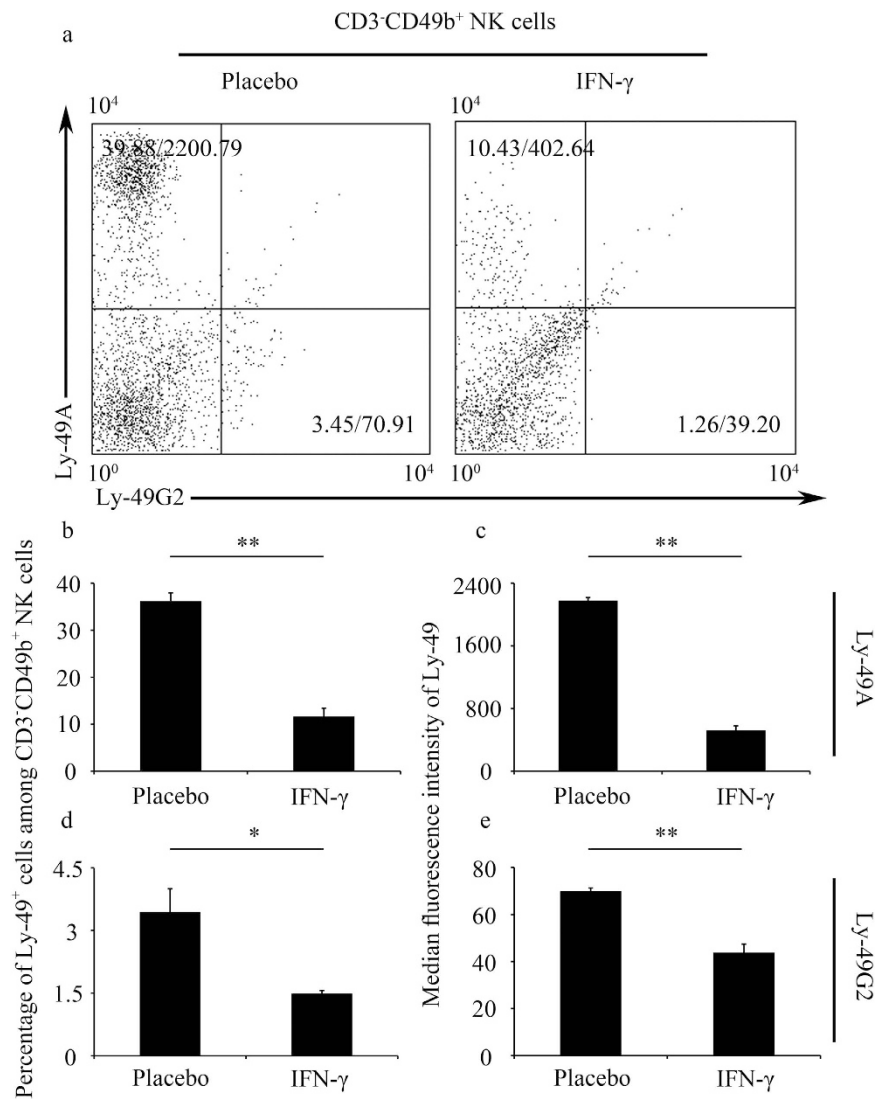 a
CD3⁻CD49b⁺ NK cells
Placebo
IFN-γ
10⁴
10⁴
39.88/2200.79
10.43/402.64
3.45/70.91
1.26/39.20
Ly-49A
10⁰
10⁴
10⁰
10⁴
Ly-49G2
b
c
Percentage of Ly-49⁺ cells among CD3⁻CD49b⁺ NK cells
**
40
30
20
10
0
Placebo
IFN-γ
Median fluorescence intensity of Ly-49
**
2400
1600
800
0
Placebo
IFN-γ
Ly-49A
d
*
4.5
3
1.5
0
Placebo
IFN-γ
e
**
80
60
40
20
0
Placebo
IFN-γ
Ly-49G2